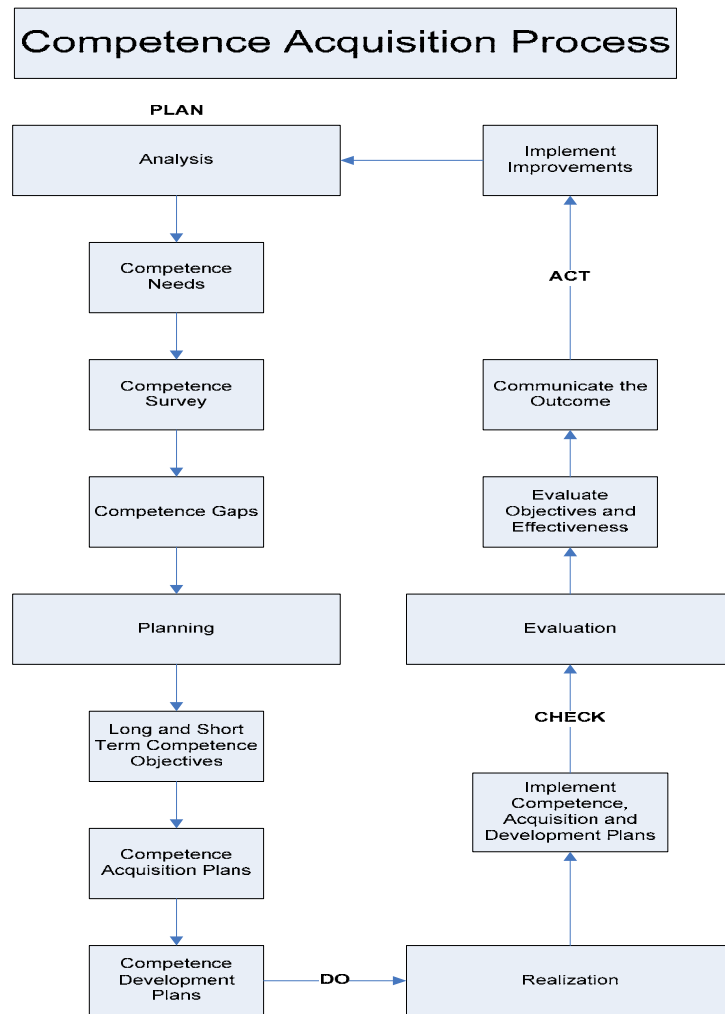 Competence Acquisition Process
PLAN
Analysis
Competence
Needs
Competence
Survey
Competence Gaps
Planning
Long and Short
Term Competence
Objectives
Competence
Acquisition Plans
Competence
Development
Plans
DO
Realization
Implement
Competence,
Acquisition and
Development Plans
CHECK
Evaluation
Evaluate
Objectives and
Effectiveness
Communicate the
Outcome
ACT
Implement
Improvements